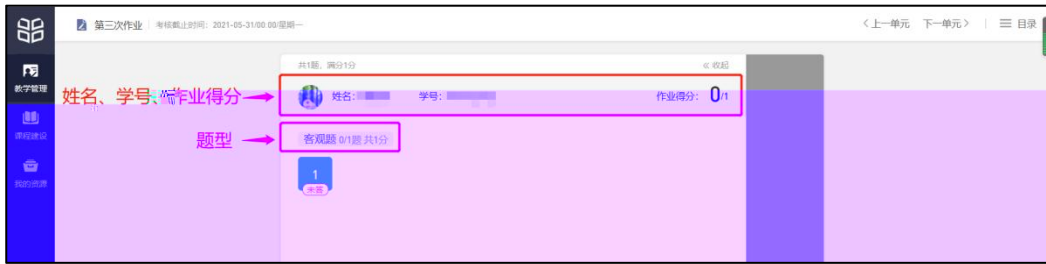 第三次作业 考核截止时间：2021-05-31/00:00/星期一
<上一单元 下一单元> 目录
共1题，满分1分 收起
教学管理
姓名、学号、作业得分
姓名： 学号： 作业得分： 0/1
课程建设
题型
客观题 0/1题 共1分
我的资源
1
未答